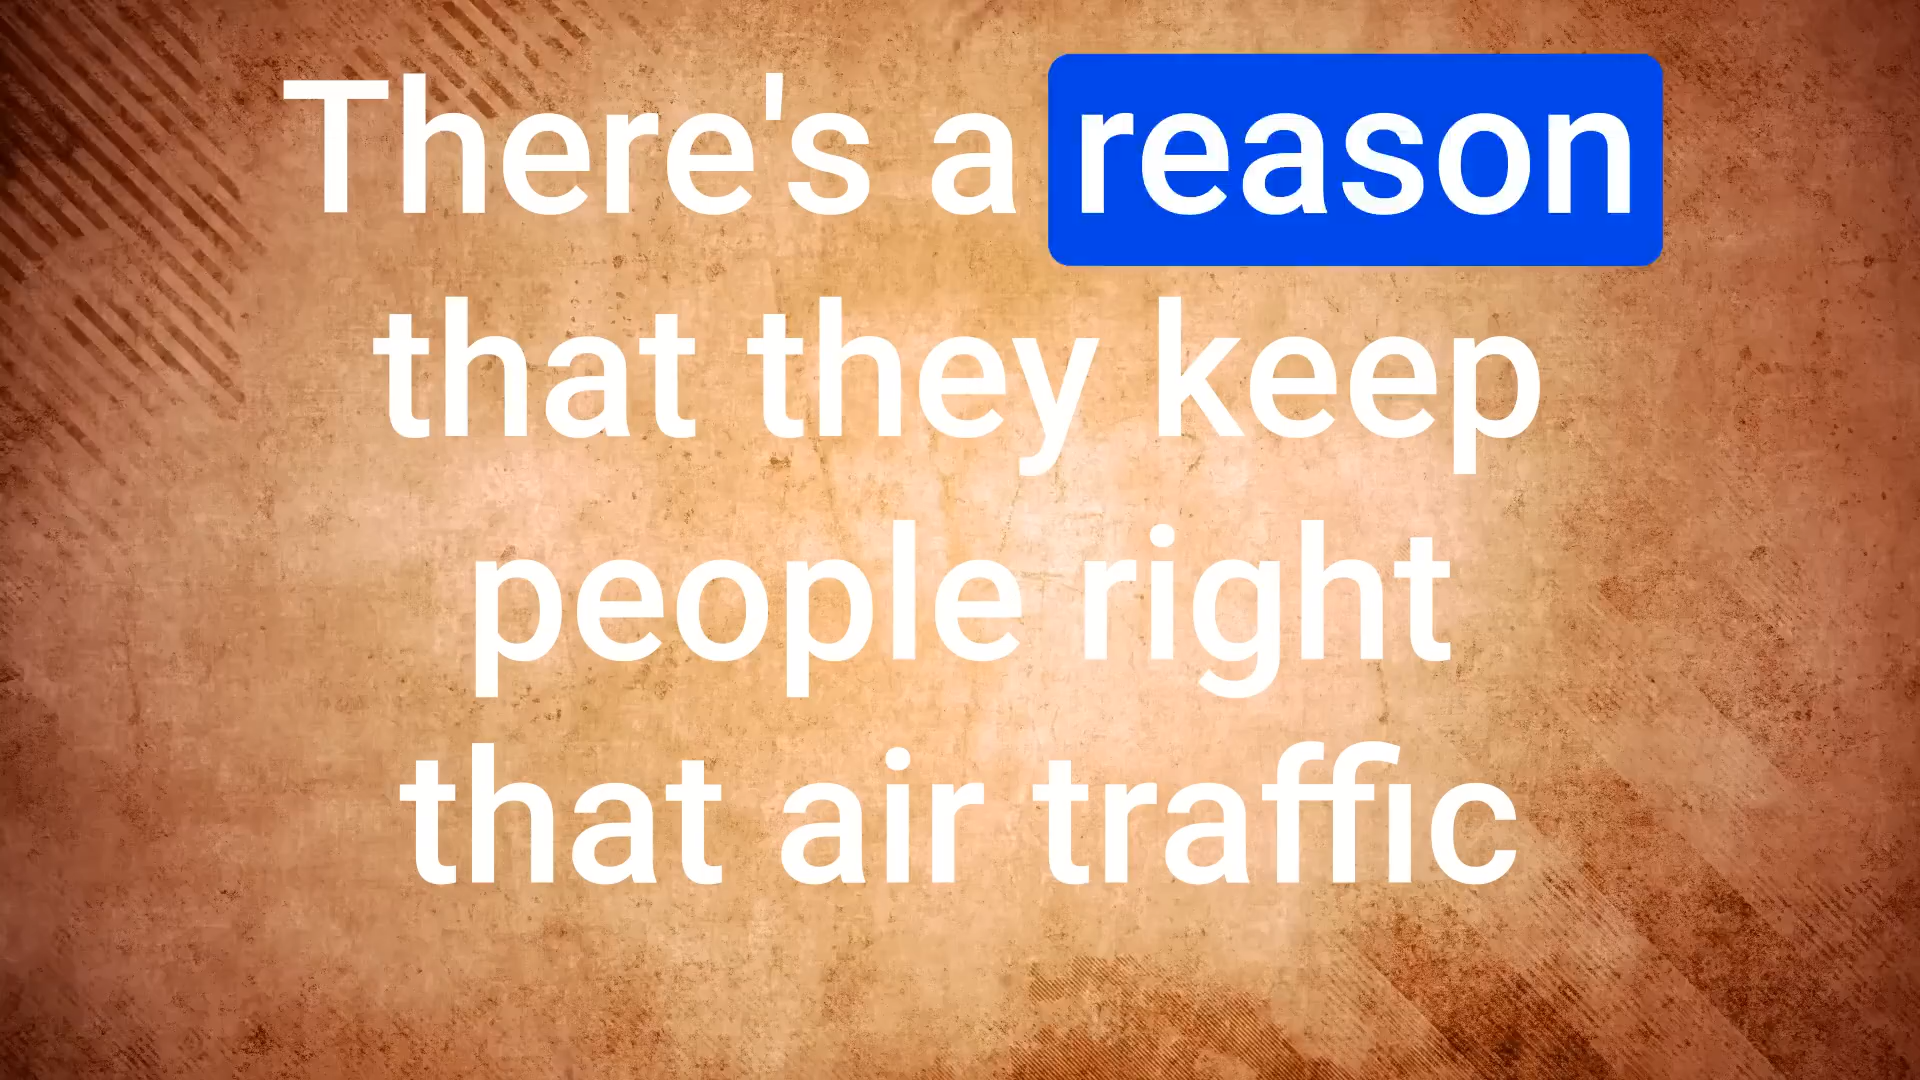 There's a reason
that they keep
people right
that air traffic